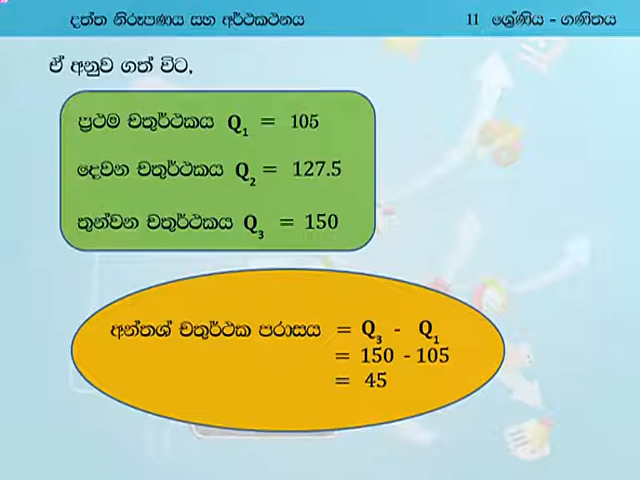 දත්ත නිරූපණය සහ අර්ථකථනය
11 ශ්‍රේණිය - ගණිතය
ඒ අනුව ගත් විට,
ප්‍රථම චතුර්ථකය Q₁ = 105
දෙවන චතුර්ථකය Q₂ = 127.5
තුන්වන චතුර්ථකය Q₃ = 150
අන්තශ් චතුර්ථක පරාසය = Q₃ - Q₁
= 150 - 105
= 45